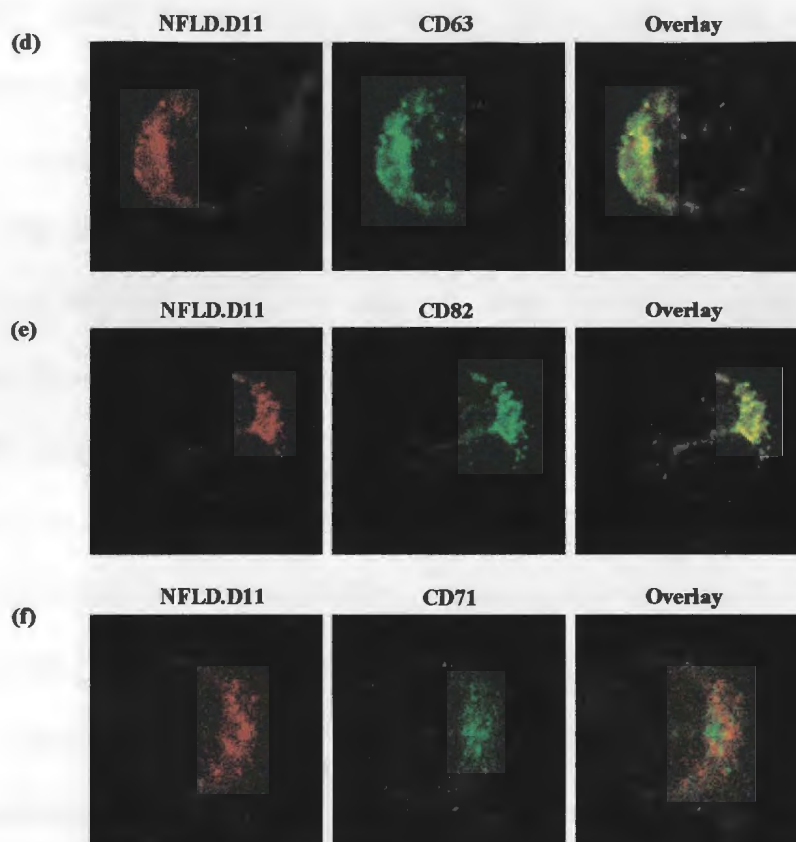 NFLD.D11 CD63 Overlay
(d)
NFLD.D11 CD82 Overlay
(e)
NFLD.D11 CD71 Overlay
(f)